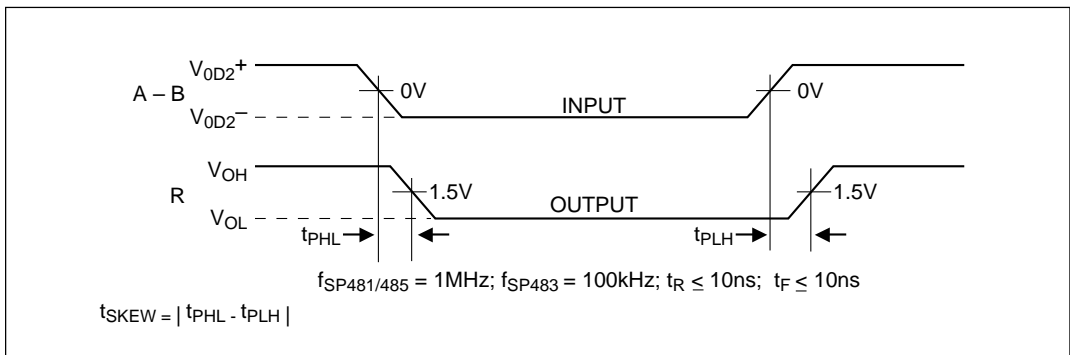 V0D2+
A – B
0V
0V
V0D2–
INPUT
VOH
R
1.5V
1.5V
VOL
OUTPUT
tPHL
tPLH
fSP481/485 = 1MHz; fSP483 = 100kHz; tR ≤ 10ns; tF ≤ 10ns
tSKEW = | tPHL - tPLH |